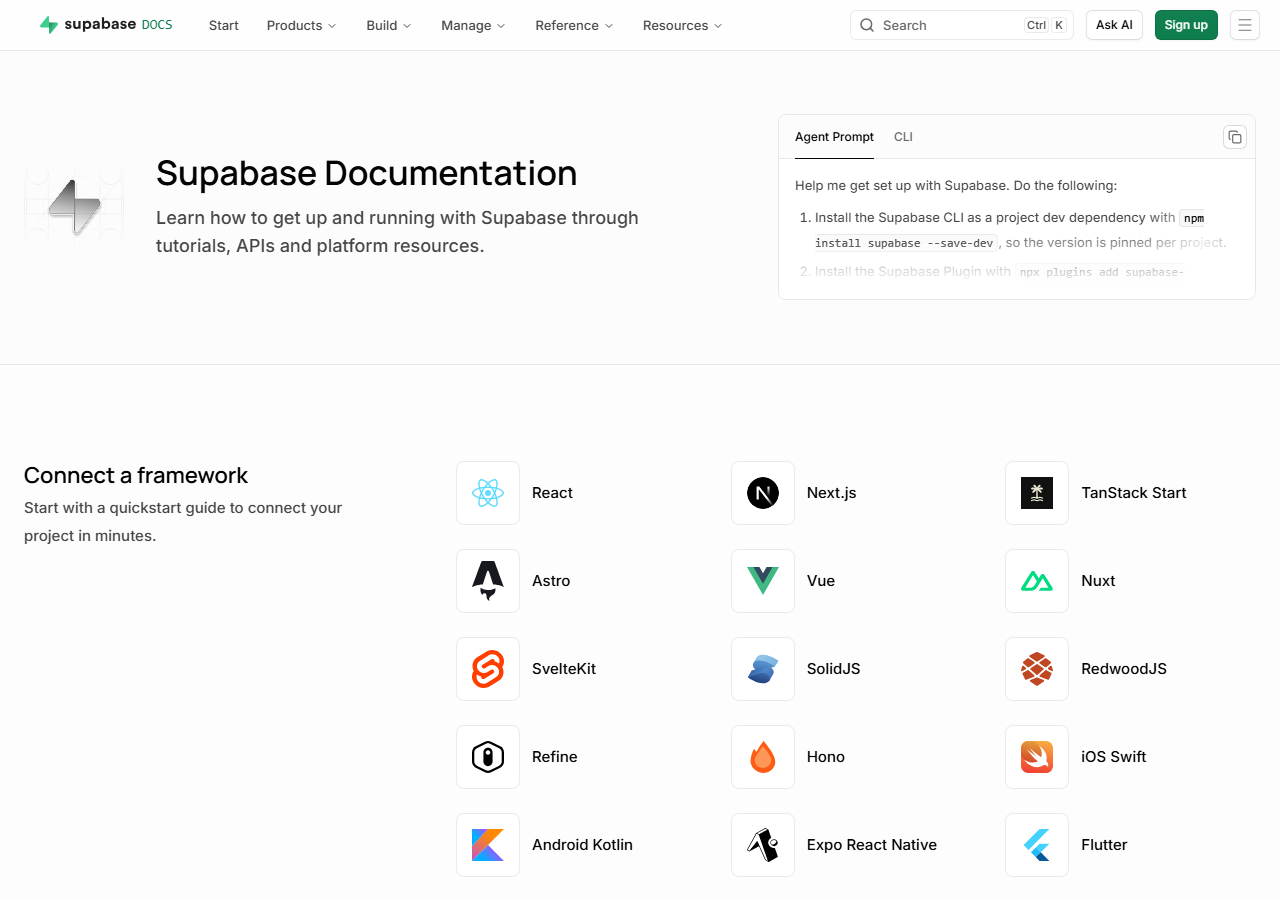 supabase DOCS Start Products Build Manage Reference Resources Search Ctrl K Ask AI Sign up
Agent Prompt CLI
Supabase Documentation
Learn how to get up and running with Supabase through
tutorials, APIs and platform resources.
Help me get set up with Supabase. Do the following:
1. Install the Supabase CLI as a project dev dependency with npm
install supabase --save-dev, so the version is pinned per project.
2. Install the Supabase Plugin with npx plugins add supabase-
Connect a framework
Start with a quickstart guide to connect your
project in minutes.
React
Next.js
TanStack Start
Astro
Vue
Nuxt
SvelteKit
SolidJS
RedwoodJS
Refine
Hono
iOS Swift
Android Kotlin
Expo React Native
Flutter